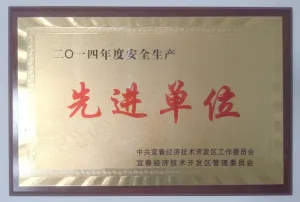 二〇一四年度安全生产
先进单位
中共宜春经济技术开发区工作委员会
宜春经济技术开发区管理委员会